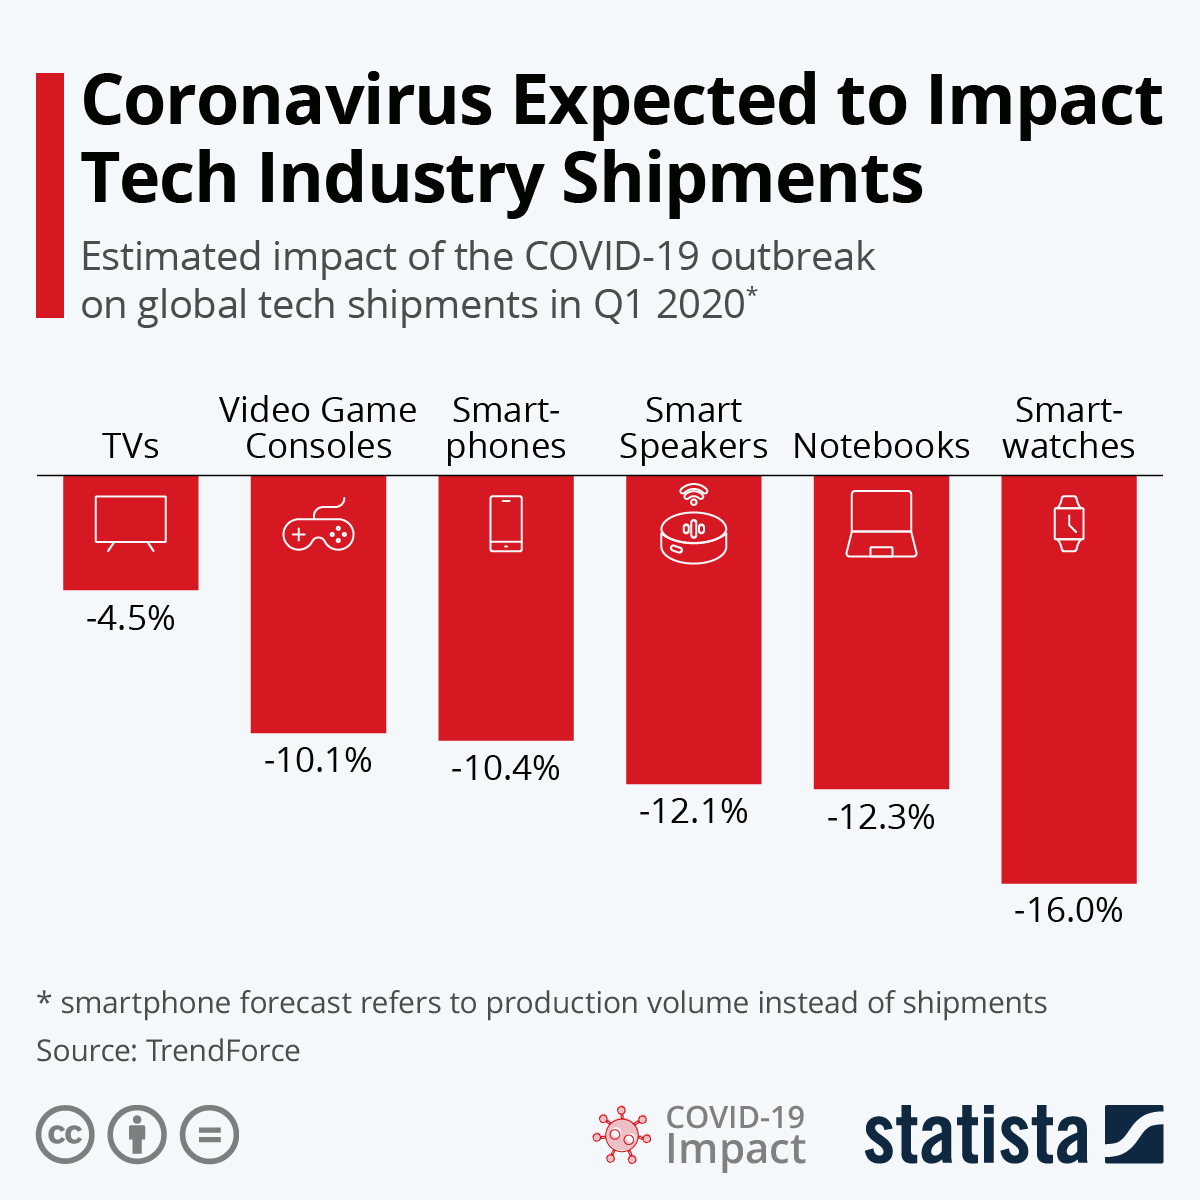 Coronavirus Expected to Impact
Tech Industry Shipments
Estimated impact of the COVID-19 outbreak
on global tech shipments in Q1 2020*
TVs
Video Game
Consoles
Smart-
phones
Smart
Speakers
Notebooks
Smart-
watches
-4.5%
-10.1%
-10.4%
-12.1%
-12.3%
-16.0%
* smartphone forecast refers to production volume instead of shipments
Source: TrendForce
cc
COVID-19
Impact
statista